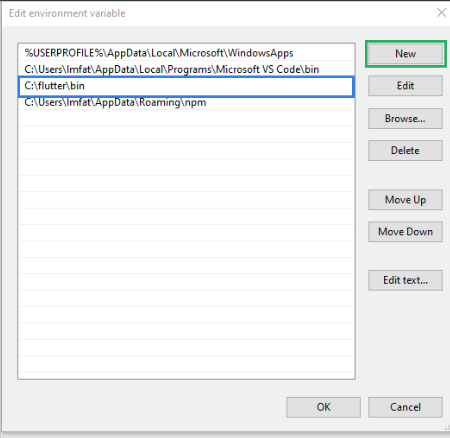 Edit environment variable
%USERPROFILE%\AppData\Local\Microsoft\WindowsApps
New
C:\Users\Imfat\AppData\Local\Programs\Microsoft VS Code\bin
C:\flutter\bin
Edit
C:\Users\Imfat\AppData\Roaming\npm
Browse...
Delete
Move Up
Move Down
Edit text...
OK
Cancel